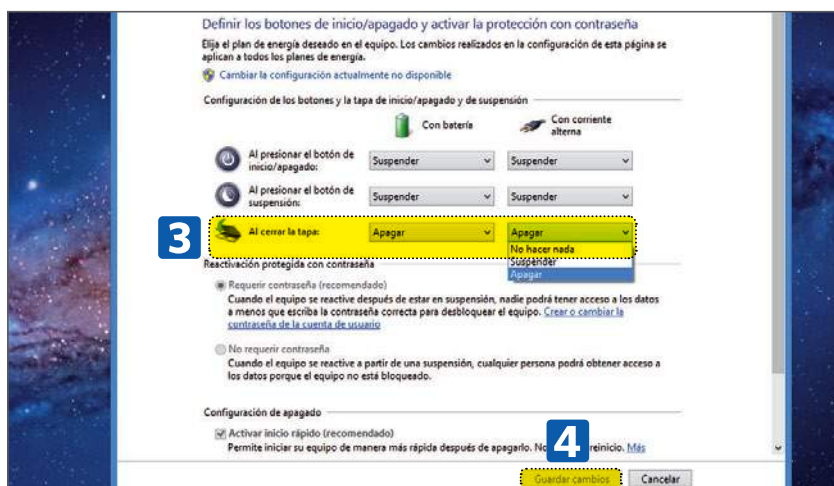 Definir los botones de inicio/apagado y activar la protección con contraseña
Elija el plan de energía deseado en el equipo. Los cambios realizados en la configuración de esta página se
aplican a todos los planes de energía.
Cambiar la configuración actualmente no disponible
Configuración de los botones y la tapa de inicio/apagado y de suspensión
Con batería
Con corriente
alterna
Al presionar el botón de
inicio/apagado:
Suspender
Suspender
Al presionar el botón de
suspensión:
Suspender
Suspender
3
Al cerrar la tapa:
Apagar
Apagar
No hacer nada
Suspender
Apagar
Reactivación protegida con contraseña
Requerir contraseña (recomendado)
Cuando el equipo se reactive después de estar en suspensión, nadie podrá tener acceso a los datos
a menos que escriba la contraseña correcta para desbloquear el equipo. Crear o cambiar la
contraseña de la cuenta de usuario
No requerir contraseña
Cuando el equipo se reactive a partir de una suspensión, cualquier persona podrá obtener acceso a
los datos porque el equipo no está bloqueado.
Configuración de apagado
Activar inicio rápido (recomendado)
Permite iniciar su equipo de manera más rápida después de apagarlo. No reinicio. Más
4
Guardar cambios
Cancelar